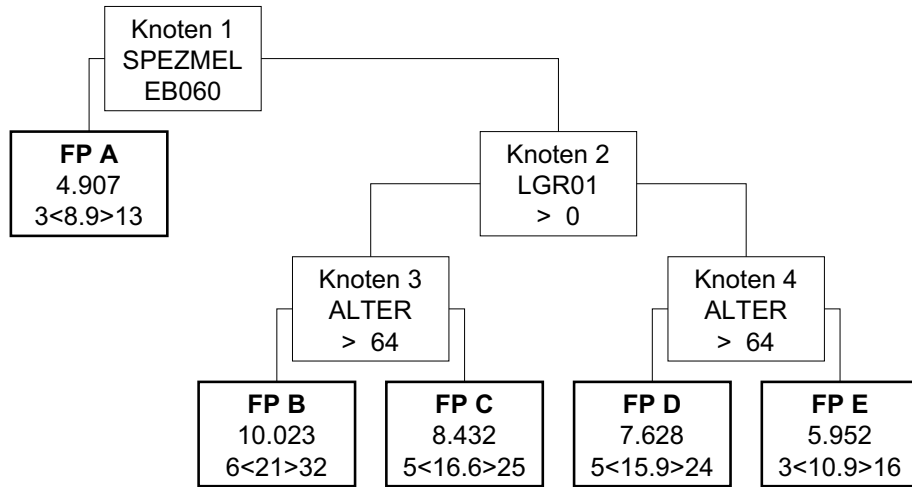 Knoten 1
SPEZMEL
EB060
FP A
4.907
3<8.9>13
Knoten 2
LGR01
> 0
Knoten 3
ALTER
> 64
Knoten 4
ALTER
> 64
FP B
10.023
6<21>32
FP C
8.432
5<16.6>25
FP D
7.628
5<15.9>24
FP E
5.952
3<10.9>16